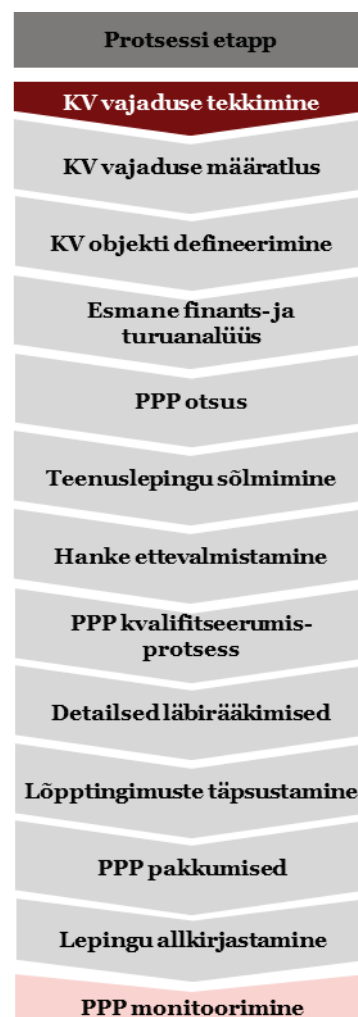 Protsessi etapp
KV vajaduse tekkimine
KV vajaduse määratlus
KV objekti defineerimine
Esmane finants- ja
turuanalüüs
PPP otsus
Teenuslepingu sõlmimine
Hanke ettevalmistamine
PPP kvalifitseerumis-
protsess
Detailsed läbirääkimised
Lõpptingimuste täpsustamine
PPP pakkumised
Lepingu allkirjastamine
PPP monitoorimine